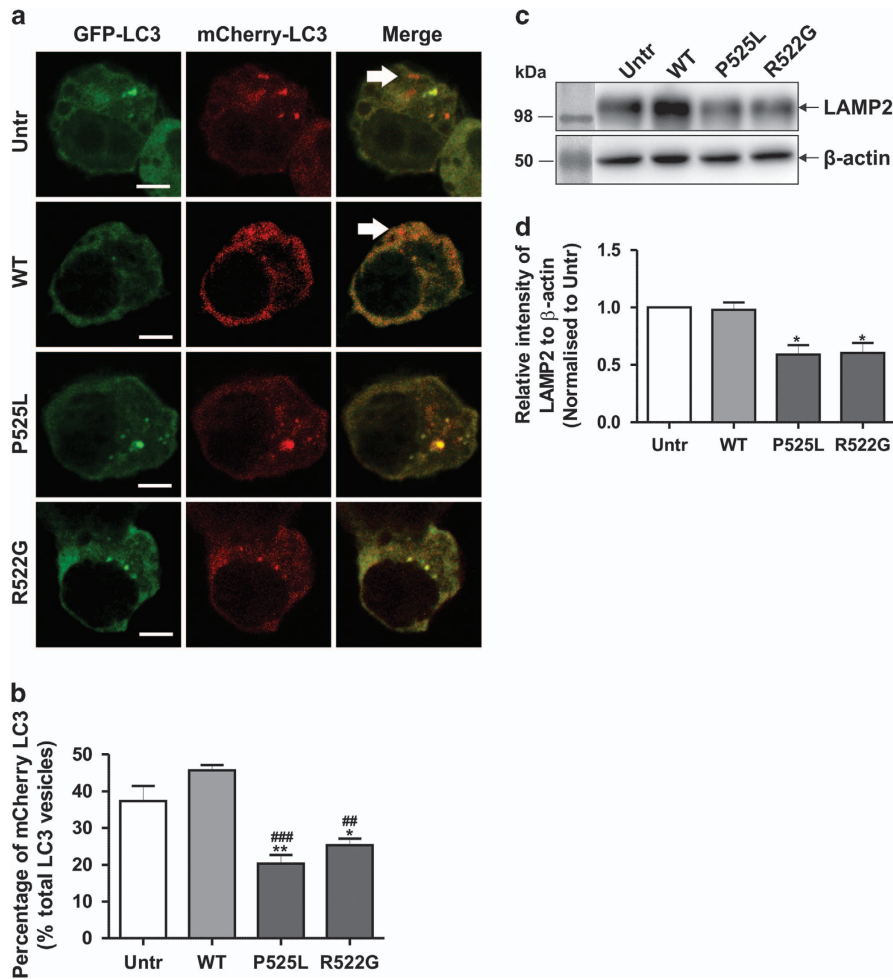 a
GFP-LC3 mCherry-LC3 Merge
Untr
WT
P525L
R522G
b
Percentage of mCherry LC3
(% total LC3 vesicles)
50
40
30
20
10
0
###
**
##
*
Untr WT P525L R522G
c
kDa
Untr WT P525L R522G
98
LAMP2
50
β-actin
d
Relative intensity of
LAMP2 to β-actin
(Normalised to Untr)
1.5
1.0
0.5
0.0
* *
Untr WT P525L R522G